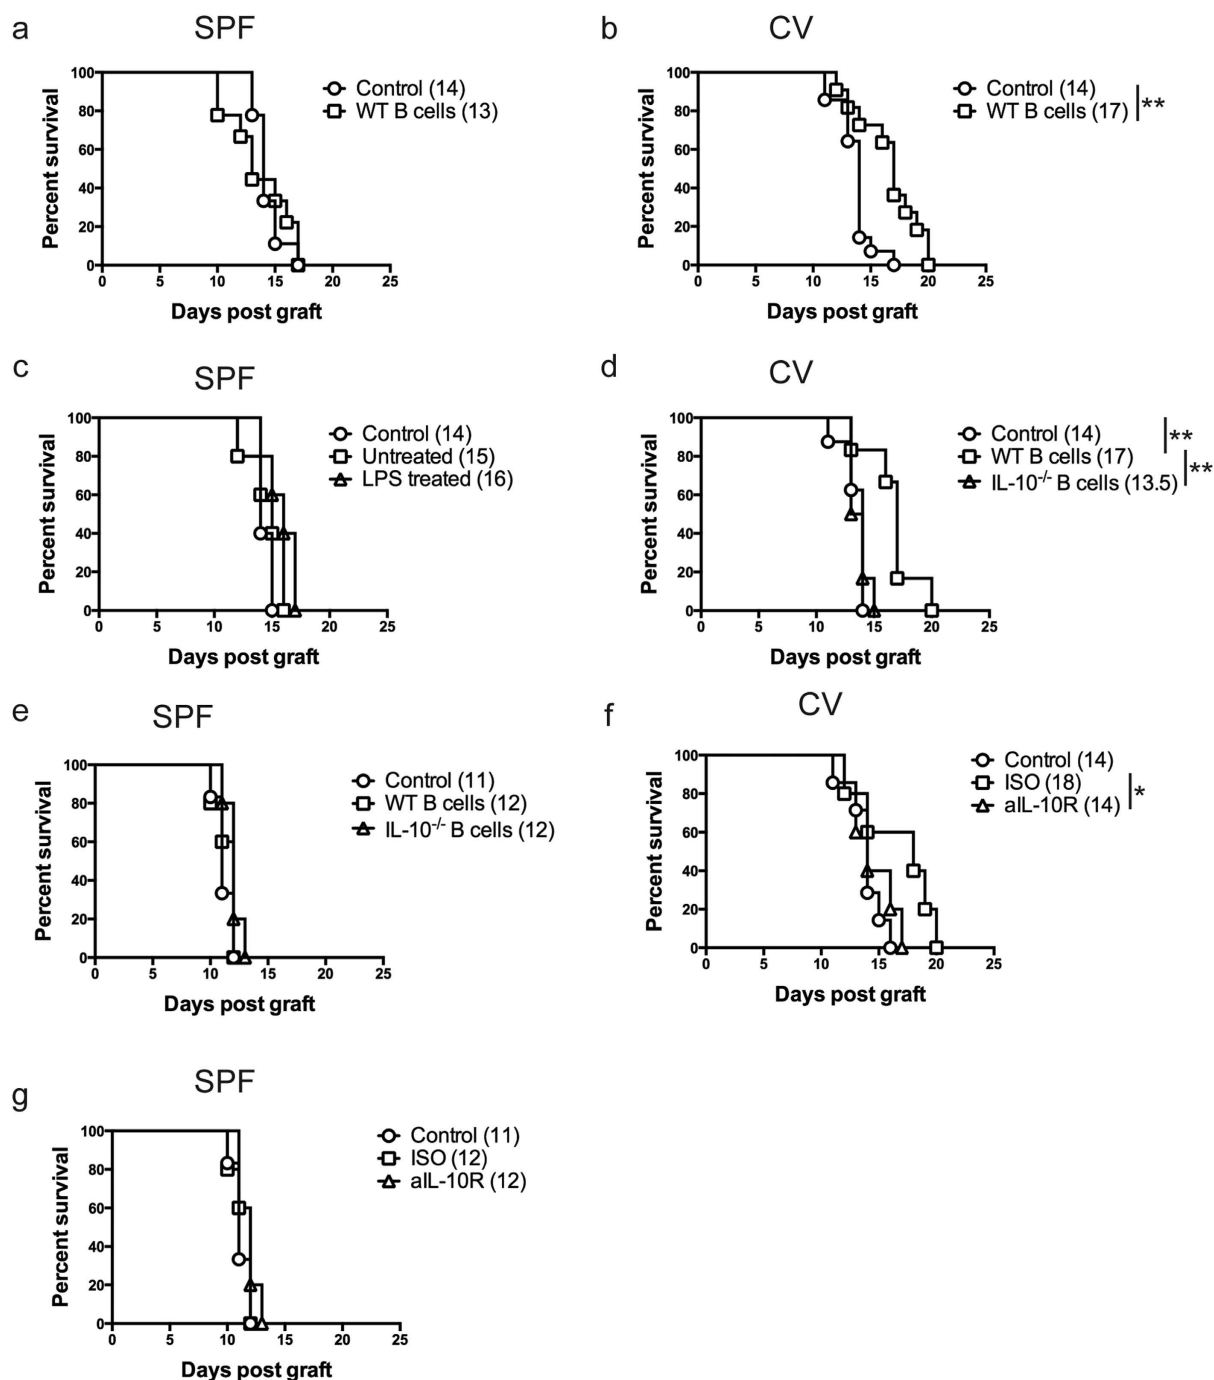 a
SPF
100
80
60
40
20
0
0 5 10 15 20 25
Percent survival
Days post graft
Control (14)
WT B cells (13)
b
CV
100
80
60
40
20
0
0 5 10 15 20 25
Percent survival
Days post graft
Control (14)
WT B cells (17)
**
c
SPF
100
80
60
40
20
0
0 5 10 15 20 25
Percent survival
Days post graft
Control (14)
Untreated (15)
LPS treated (16)
d
CV
100
80
60
40
20
0
0 5 10 15 20 25
Percent survival
Days post graft
Control (14)
WT B cells (17)
IL-10⁻/⁻ B cells (13.5)
**
**
e
SPF
100
80
60
40
20
0
0 5 10 15 20 25
Percent survival
Days post graft
Control (11)
WT B cells (12)
IL-10⁻/⁻ B cells (12)
f
CV
100
80
60
40
20
0
0 5 10 15 20 25
Percent survival
Days post graft
Control (14)
ISO (18)
aIL-10R (14)
*
g
SPF
100
80
60
40
20
0
0 5 10 15 20 25
Percent survival
Days post graft
Control (11)
ISO (12)
aIL-10R (12)